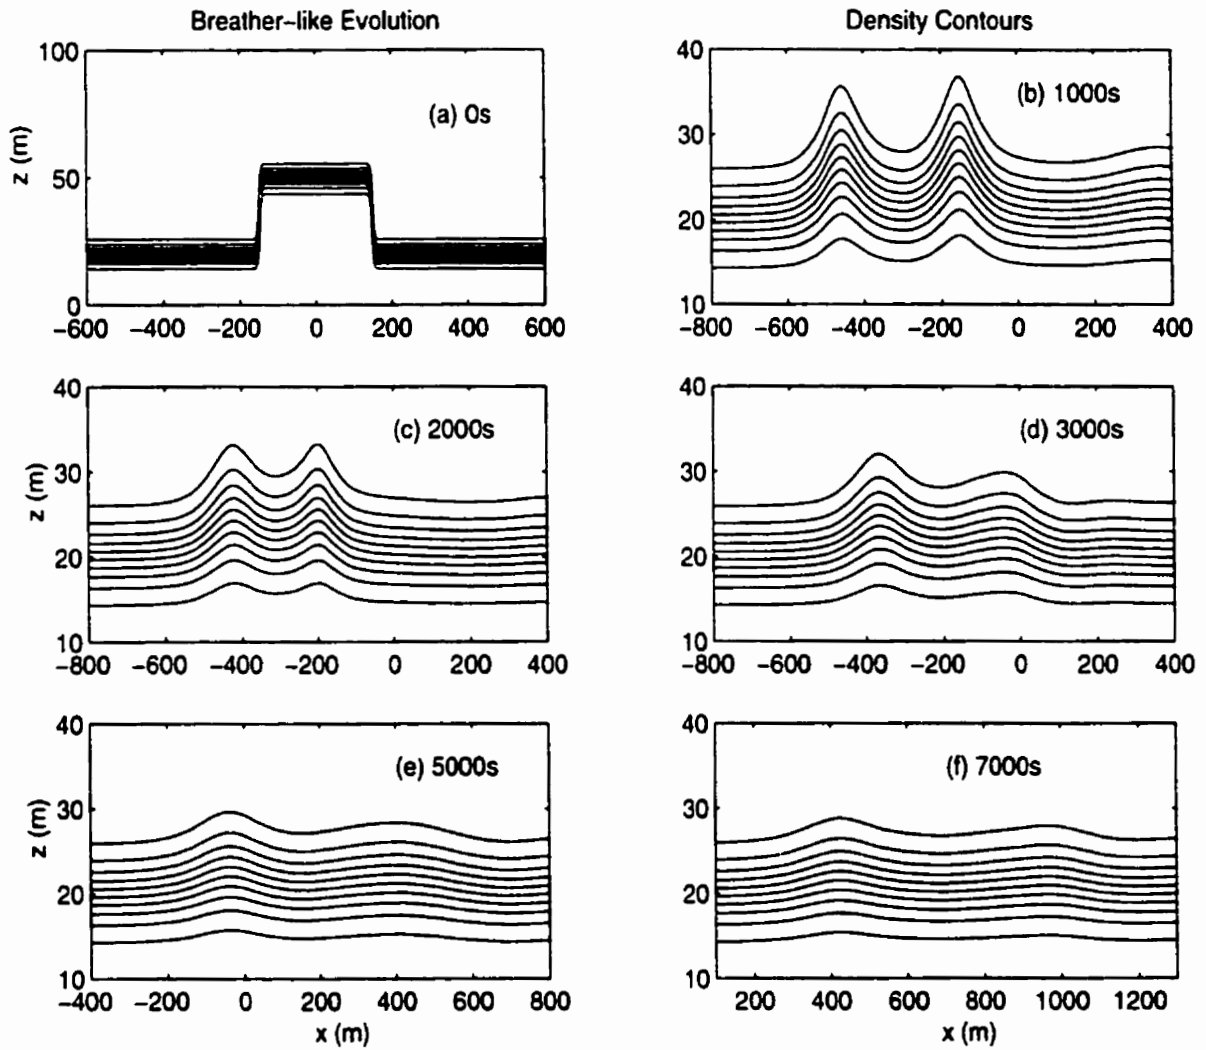 Breather-like Evolution
Density Contours
100
50
0
z (m)
(a) 0s
-600 -400 -200 0 200 400 600
40
30
20
10
(b) 1000s
-800 -600 -400 -200 0 200 400
40
30
20
10
z (m)
(c) 2000s
-800 -600 -400 -200 0 200 400
40
30
20
10
(d) 3000s
-800 -600 -400 -200 0 200 400
40
30
20
10
z (m)
(e) 5000s
-400 -200 0 200 400 600 800
x (m)
40
30
20
10
(f) 7000s
200 400 600 800 1000 1200
x (m)